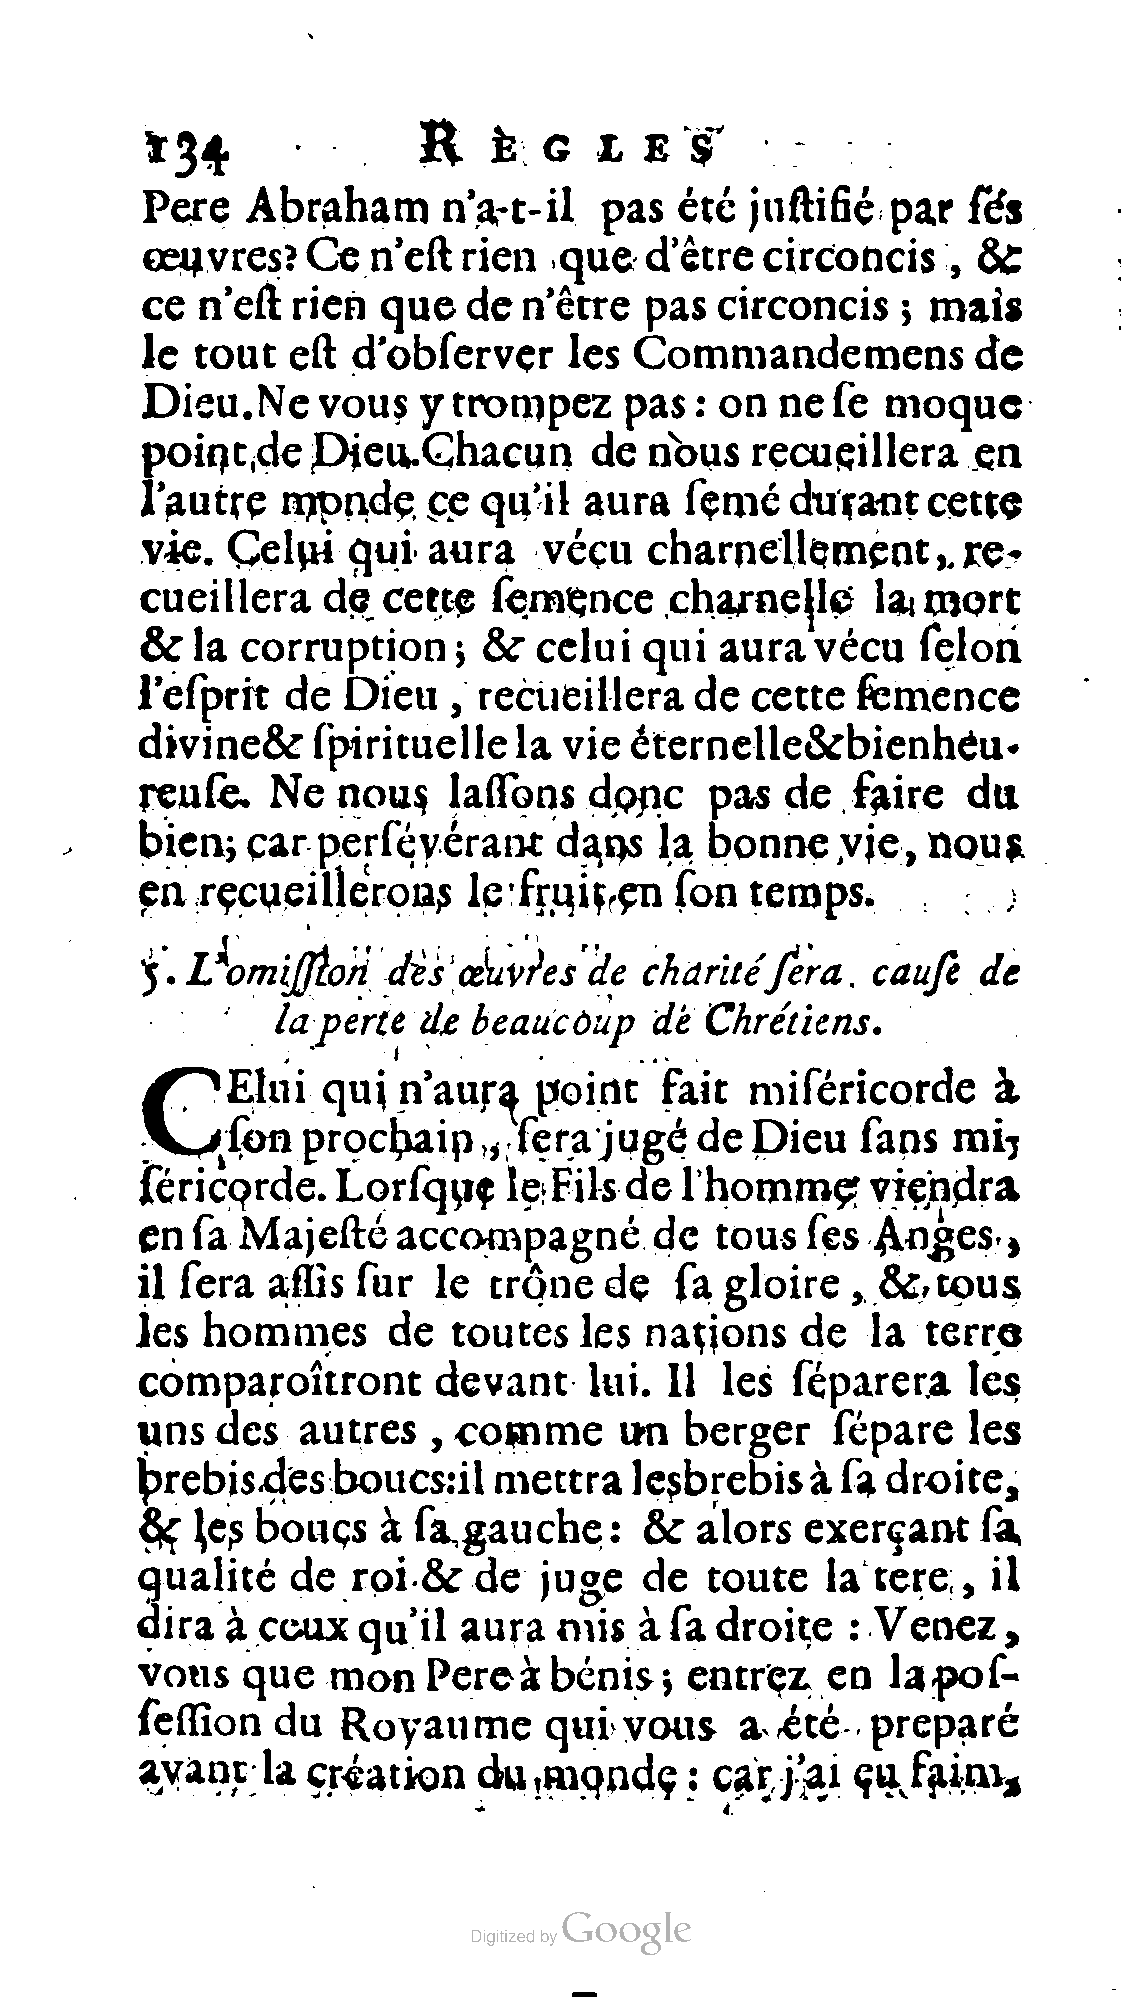 134 RÈGLES
Pere Abraham n'a-t-il pas été juſtifié par ſés
œuvres? Ce n'eſt rien que d'être circoncis, &
ce n'eſt rien que de n'être pas circoncis ; mais
le tout eſt d'obſerver les Commandemens de
Dieu. Ne vous y trompez pas : on ne ſe moque
point de Dieu. Chacun de nous recueillera en
l'autre monde ce qu'il aura ſemé durant cette
vie. Celui qui aura vécu charnellement, re-
cueillera de cette ſemence charnelle la mort
& la corruption ; & celui qui aura vécu ſelon
l'eſprit de Dieu , recueillera de cette ſemence
divine & ſpirituelle la vie éternelle & bienheu-
reuſe. Ne nous laſſons donc pas de faire du
bien; car perſévérant dans la bonne vie, nous
en recueillerons le fruit en ſon temps.
5. L'omiſſion des œuvres de charité ſera cauſe de
la perte de beaucoup de Chrétiens.
CElui qui n'aura point fait miſéricorde à
ſon prochain, ſera jugé de Dieu ſans mi-
ſéricorde. Lorſque le Fils de l'homme viendra
en ſa Majeſté accompagné de tous ſes Anges,
il ſera aſſis ſur le trône de ſa gloire , & tous
les hommes de toutes les nations de la terre
comparoîtront devant lui. Il les ſéparera les
uns des autres , comme un berger ſépare les
brebis des boucs: il mettra les brebis à ſa droite,
& les boucs à ſa gauche: & alors exerçant ſa
qualité de roi & de juge de toute la tere, il
dira à ceux qu'il aura mis à ſa droite : Venez,
vous que mon Pere à bénis ; entrez en la poſ-
ſeſſion du Royaume qui vous a été preparé
avant la création du monde : car j'ai eu faim,
Digitized by Google